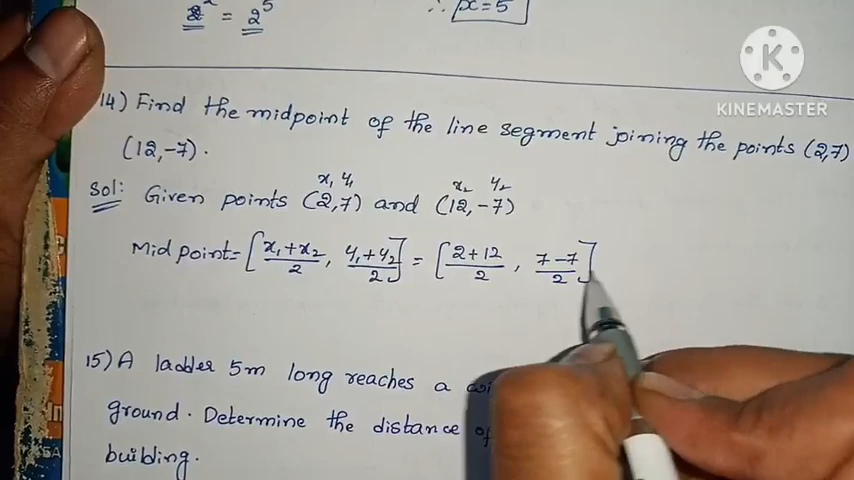 2² = 2⁵
∴ x=5
K
KINEMASTER
14) Find the midpoint of the line segment joining the points (2,7)
(12,-7).
Sol: Given points (2,7) and (12,-7)
x₁ y₁ x₂ y₂
Midpoint = [x₁+x₂/2, y₁+y₂/2] = [2+12/2, 7-7/2]
15) A ladder 5m long reaches a
ground. Determine the distance
building.